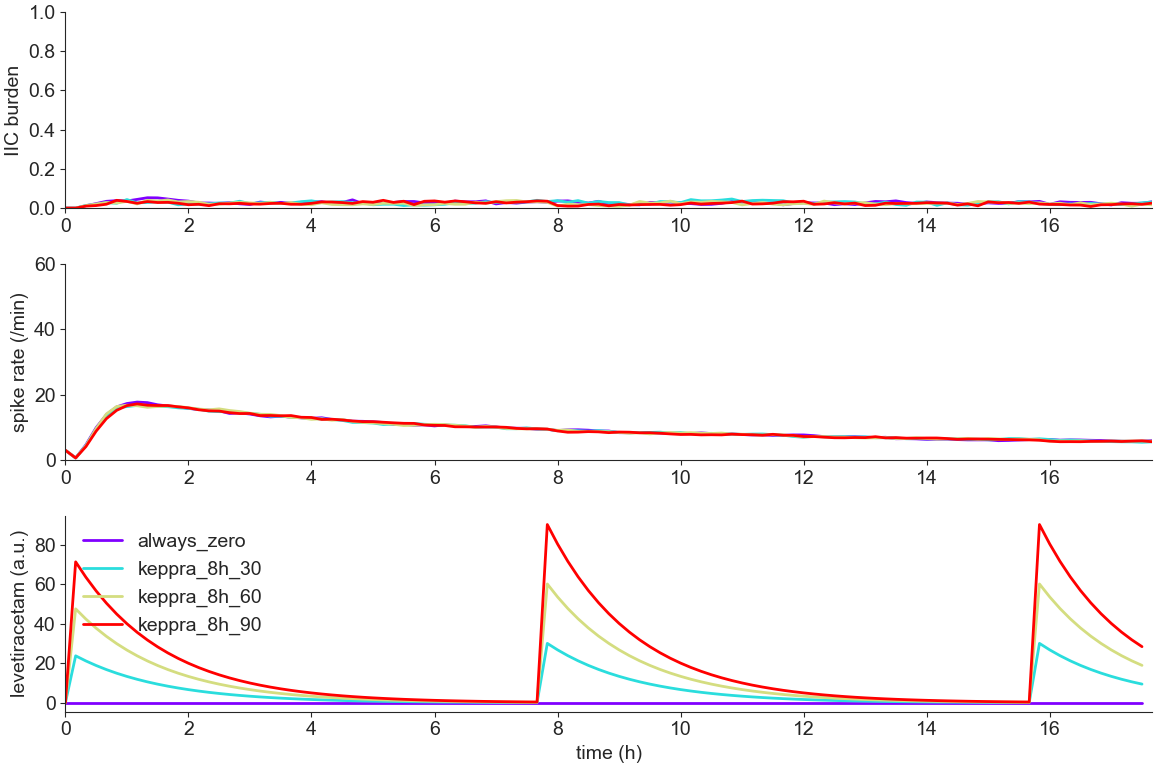 IIC burden
1.0
0.8
0.6
0.4
0.2
0.0
0 2 4 6 8 10 12 14 16
spike rate (/min)
60
40
20
0
0 2 4 6 8 10 12 14 16
levetiracetam (a.u.)
80
60
40
20
0
always_zero
keppra_8h_30
keppra_8h_60
keppra_8h_90
0 2 4 6 8 10 12 14 16
time (h)